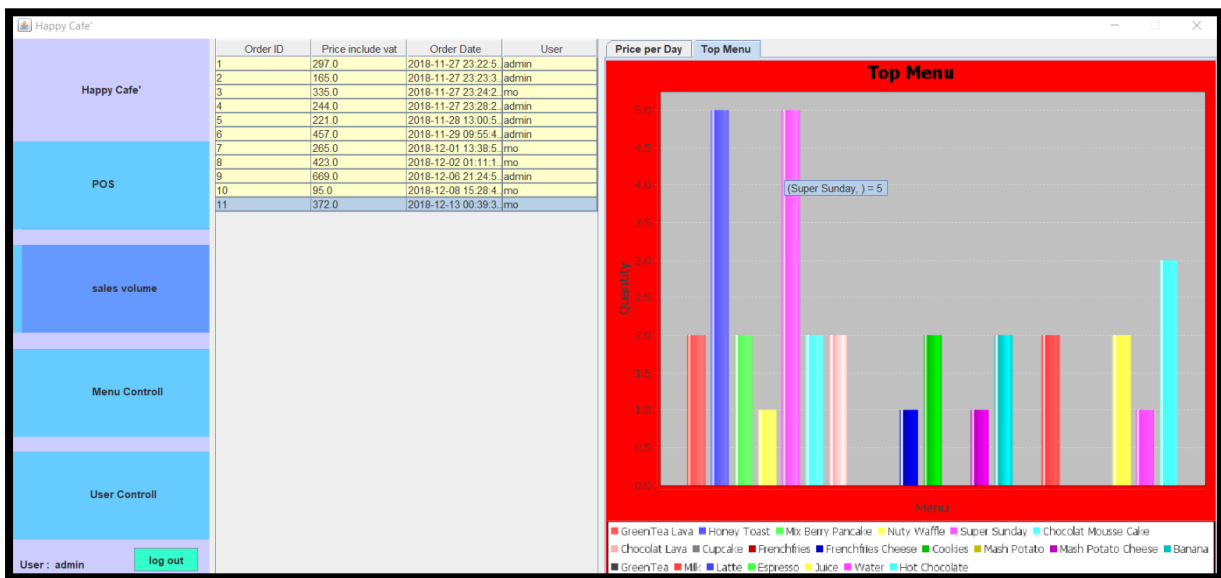 Happy Cafe'
Happy Cafe'
POS
sales volume
Menu Controll
User Controll
User : admin
log out
Order ID Price include vat Order Date User
1 297.0 2018-11-27 23:22:5.. admin
2 165.0 2018-11-27 23:23:3.. admin
3 335.0 2018-11-27 23:24:2.. mo
4 244.0 2018-11-27 23:28:2.. admin
5 221.0 2018-11-28 13:00:5.. admin
6 457.0 2018-11-29 09:55:4.. admin
7 265.0 2018-12-01 13:38:5.. mo
8 423.0 2018-12-02 01:11:1.. mo
9 669.0 2018-12-06 21:24:5.. admin
10 95.0 2018-12-08 15:28:4.. mo
11 372.0 2018-12-13 00:39:3.. mo
Price per Day Top Menu
Top Menu
5.0
4.5
4.0
3.5
3.0
2.5
2.0
1.5
1.0
0.5
0.0
Quantity
(Super Sunday, ) = 5
Menu
GreenTea Lava Honey Toast Mix Berry Pancake Nuty Waffle Super Sunday Chocolat Mousse Cake
Chocolat Lava Cupcake Frenchfries Frenchfries Cheese Cookies Mash Potato Mash Potato Cheese Banana
GreenTea Milk Latte Espresso Juice Water Hot Chocolate